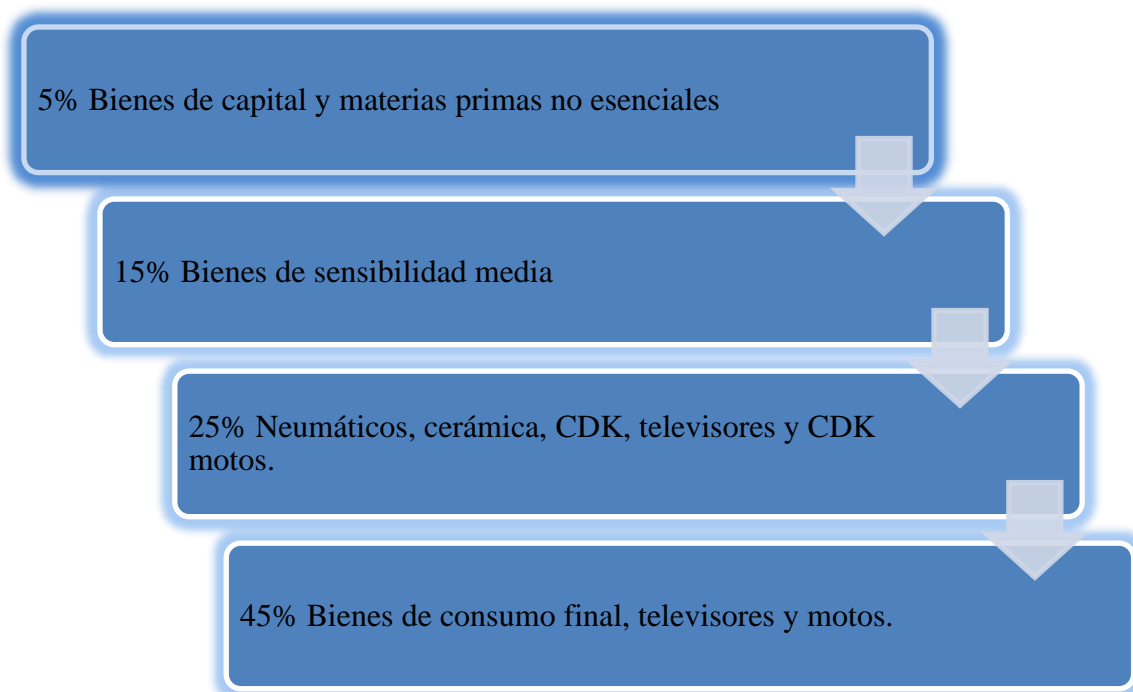 5% Bienes de capital y materias primas no esenciales
15% Bienes de sensibilidad media
25% Neumáticos, cerámica, CDK, televisores y CDK
motos.
45% Bienes de consumo final, televisores y motos.